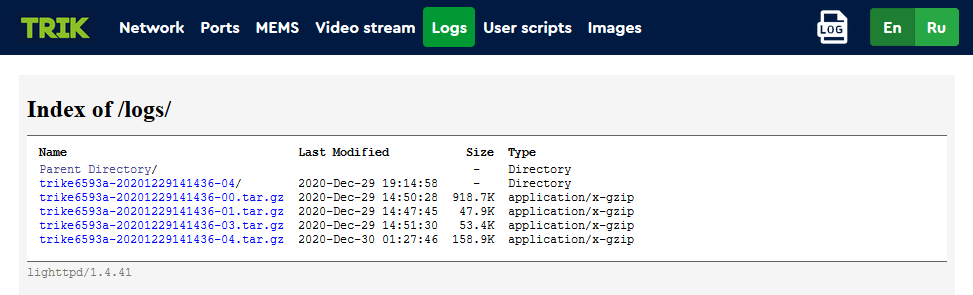 TRIK Network Ports MEMS Video stream Logs User scripts Images LOG En Ru
Index of /logs/
Name Last Modified Size Type
Parent Directory/ - Directory
trike6593a-20201229141436-04/ 2020-Dec-29 19:14:58 - Directory
trike6593a-20201229141436-00.tar.gz 2020-Dec-29 14:50:28 918.7K application/x-gzip
trike6593a-20201229141436-01.tar.gz 2020-Dec-29 14:47:45 47.9K application/x-gzip
trike6593a-20201229141436-03.tar.gz 2020-Dec-29 14:51:30 53.4K application/x-gzip
trike6593a-20201229141436-04.tar.gz 2020-Dec-30 01:27:46 158.9K application/x-gzip
lighttpd/1.4.41